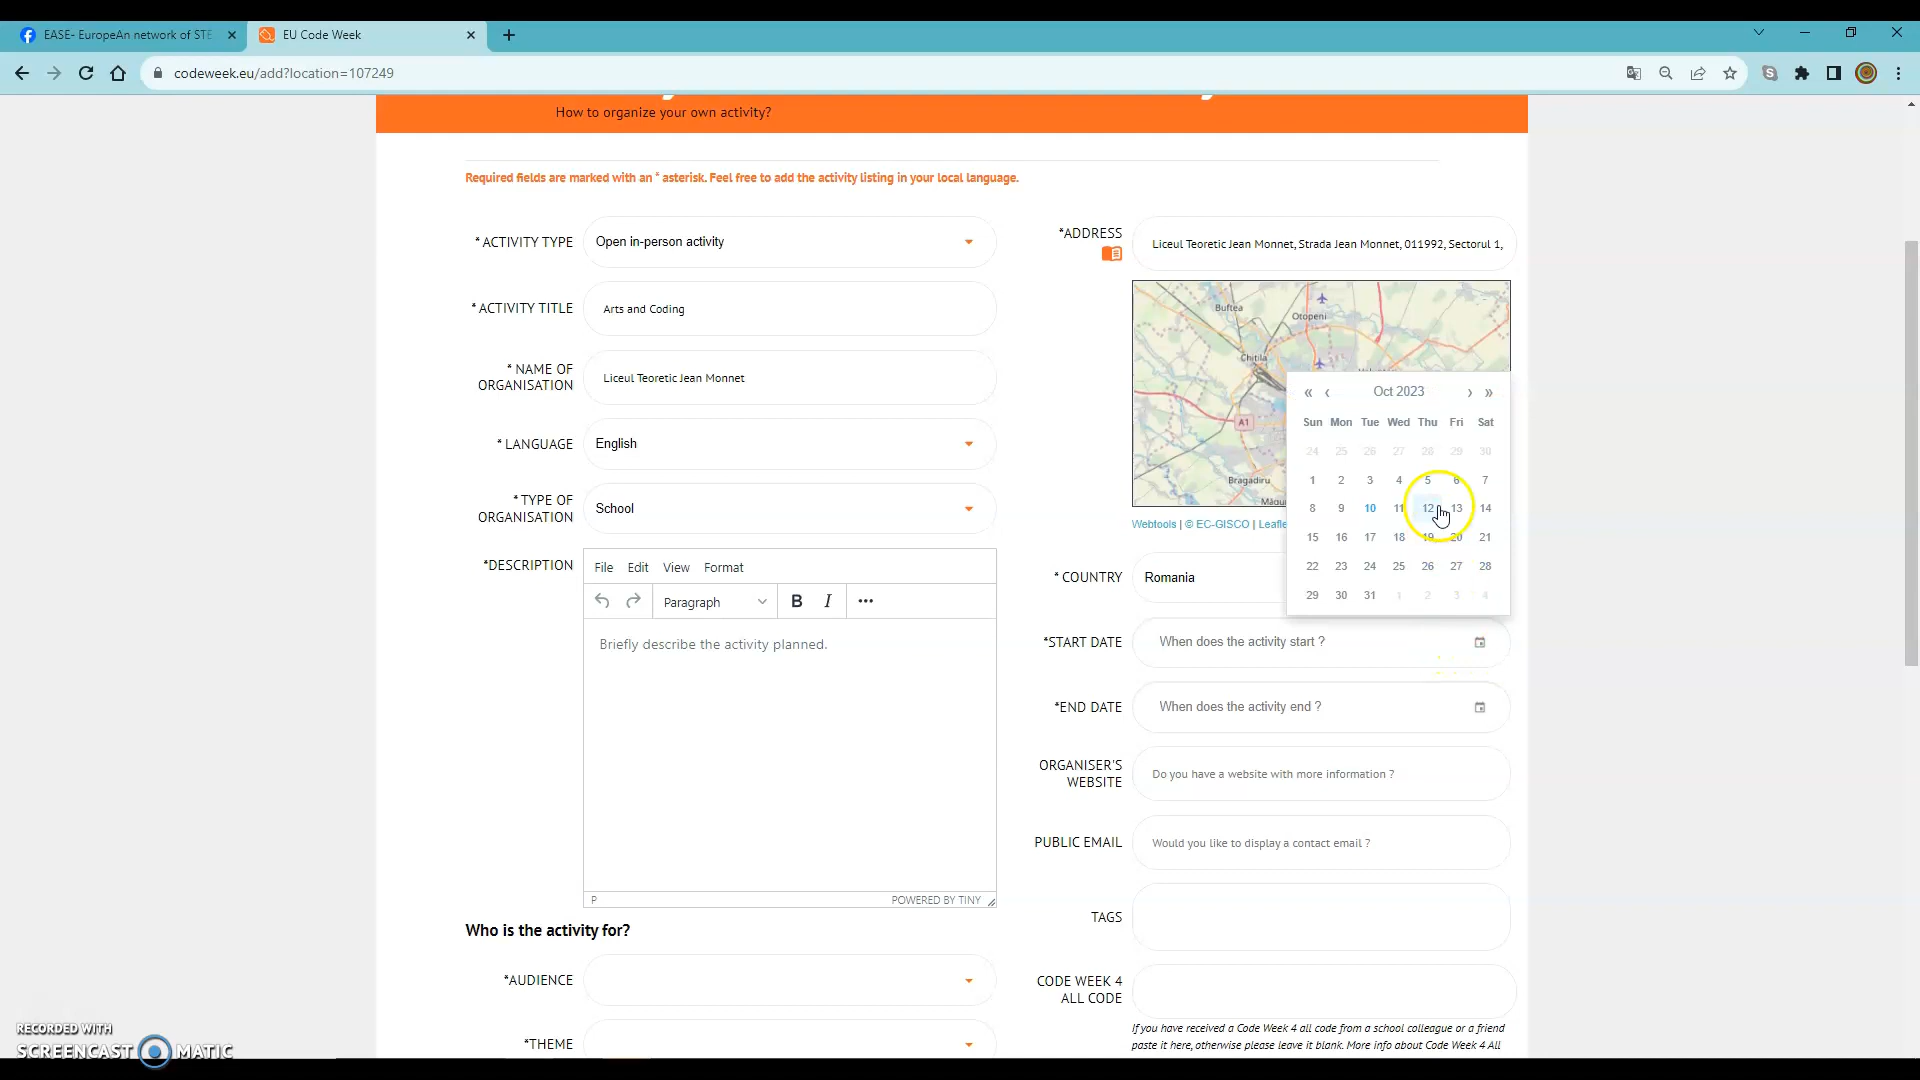 EASE- EuropeAn network of STE
EU Code Week
codeweek.eu/add?location=107249
How to organize your own activity?
Required fields are marked with an * asterisk. Feel free to add the activity listing in your local language.
* ACTIVITY TYPE
Open in-person activity
* ACTIVITY TITLE
Arts and Coding
* NAME OF
ORGANISATION
Liceul Teoretic Jean Monnet
* LANGUAGE
English
* TYPE OF
ORGANISATION
School
*DESCRIPTION
File Edit View Format
Paragraph B I
Briefly describe the activity planned.
P
POWERED BY TINY
Who is the activity for?
*AUDIENCE
*THEME
*ADDRESS
Liceul Teoretic Jean Monnet, Strada Jean Monnet, 011992, Sectorul 1,
Buftea
Otopeni
Chitila
A1
Bragadiru
Webtools | © EC-GISCO | Leafle
« ‹ Oct 2023 › »
Sun Mon Tue Wed Thu Fri Sat
24 25 26 27 28 29 30
1 2 3 4 5 6 7
8 9 10 11 12 13 14
15 16 17 18 19 20 21
22 23 24 25 26 27 28
29 30 31 1 2 3 4
* COUNTRY
Romania
*START DATE
When does the activity start ?
*END DATE
When does the activity end ?
ORGANISER'S
WEBSITE
Do you have a website with more information ?
PUBLIC EMAIL
Would you like to display a contact email ?
TAGS
CODE WEEK 4
ALL CODE
If you have received a Code Week 4 all code from a school colleague or a friend
paste it here, otherwise please leave it blank. More info about Code Week 4 All
RECORDED WITH
SCREENCAST MATIC